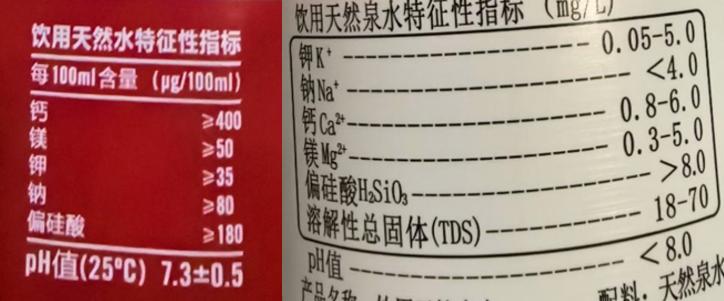 饮用天然水特征性指标
每100ml含量 (μg/100ml)
钙 ≥400
镁 ≥50
钾 ≥35
钠 ≥80
偏硅酸 ≥180
pH值(25℃) 7.3±0.5
饮用天然泉水特征性指标 (mg/L)
钾K⁺ 0.05-5.0
钠Na⁺ <4.0
钙Ca²⁺ 0.8-6.0
镁Mg²⁺ 0.3-5.0
偏硅酸H₂SiO₃ >8.0
溶解性总固体(TDS) 18-70
pH值 <8.0
产品名称 配料：天然泉水